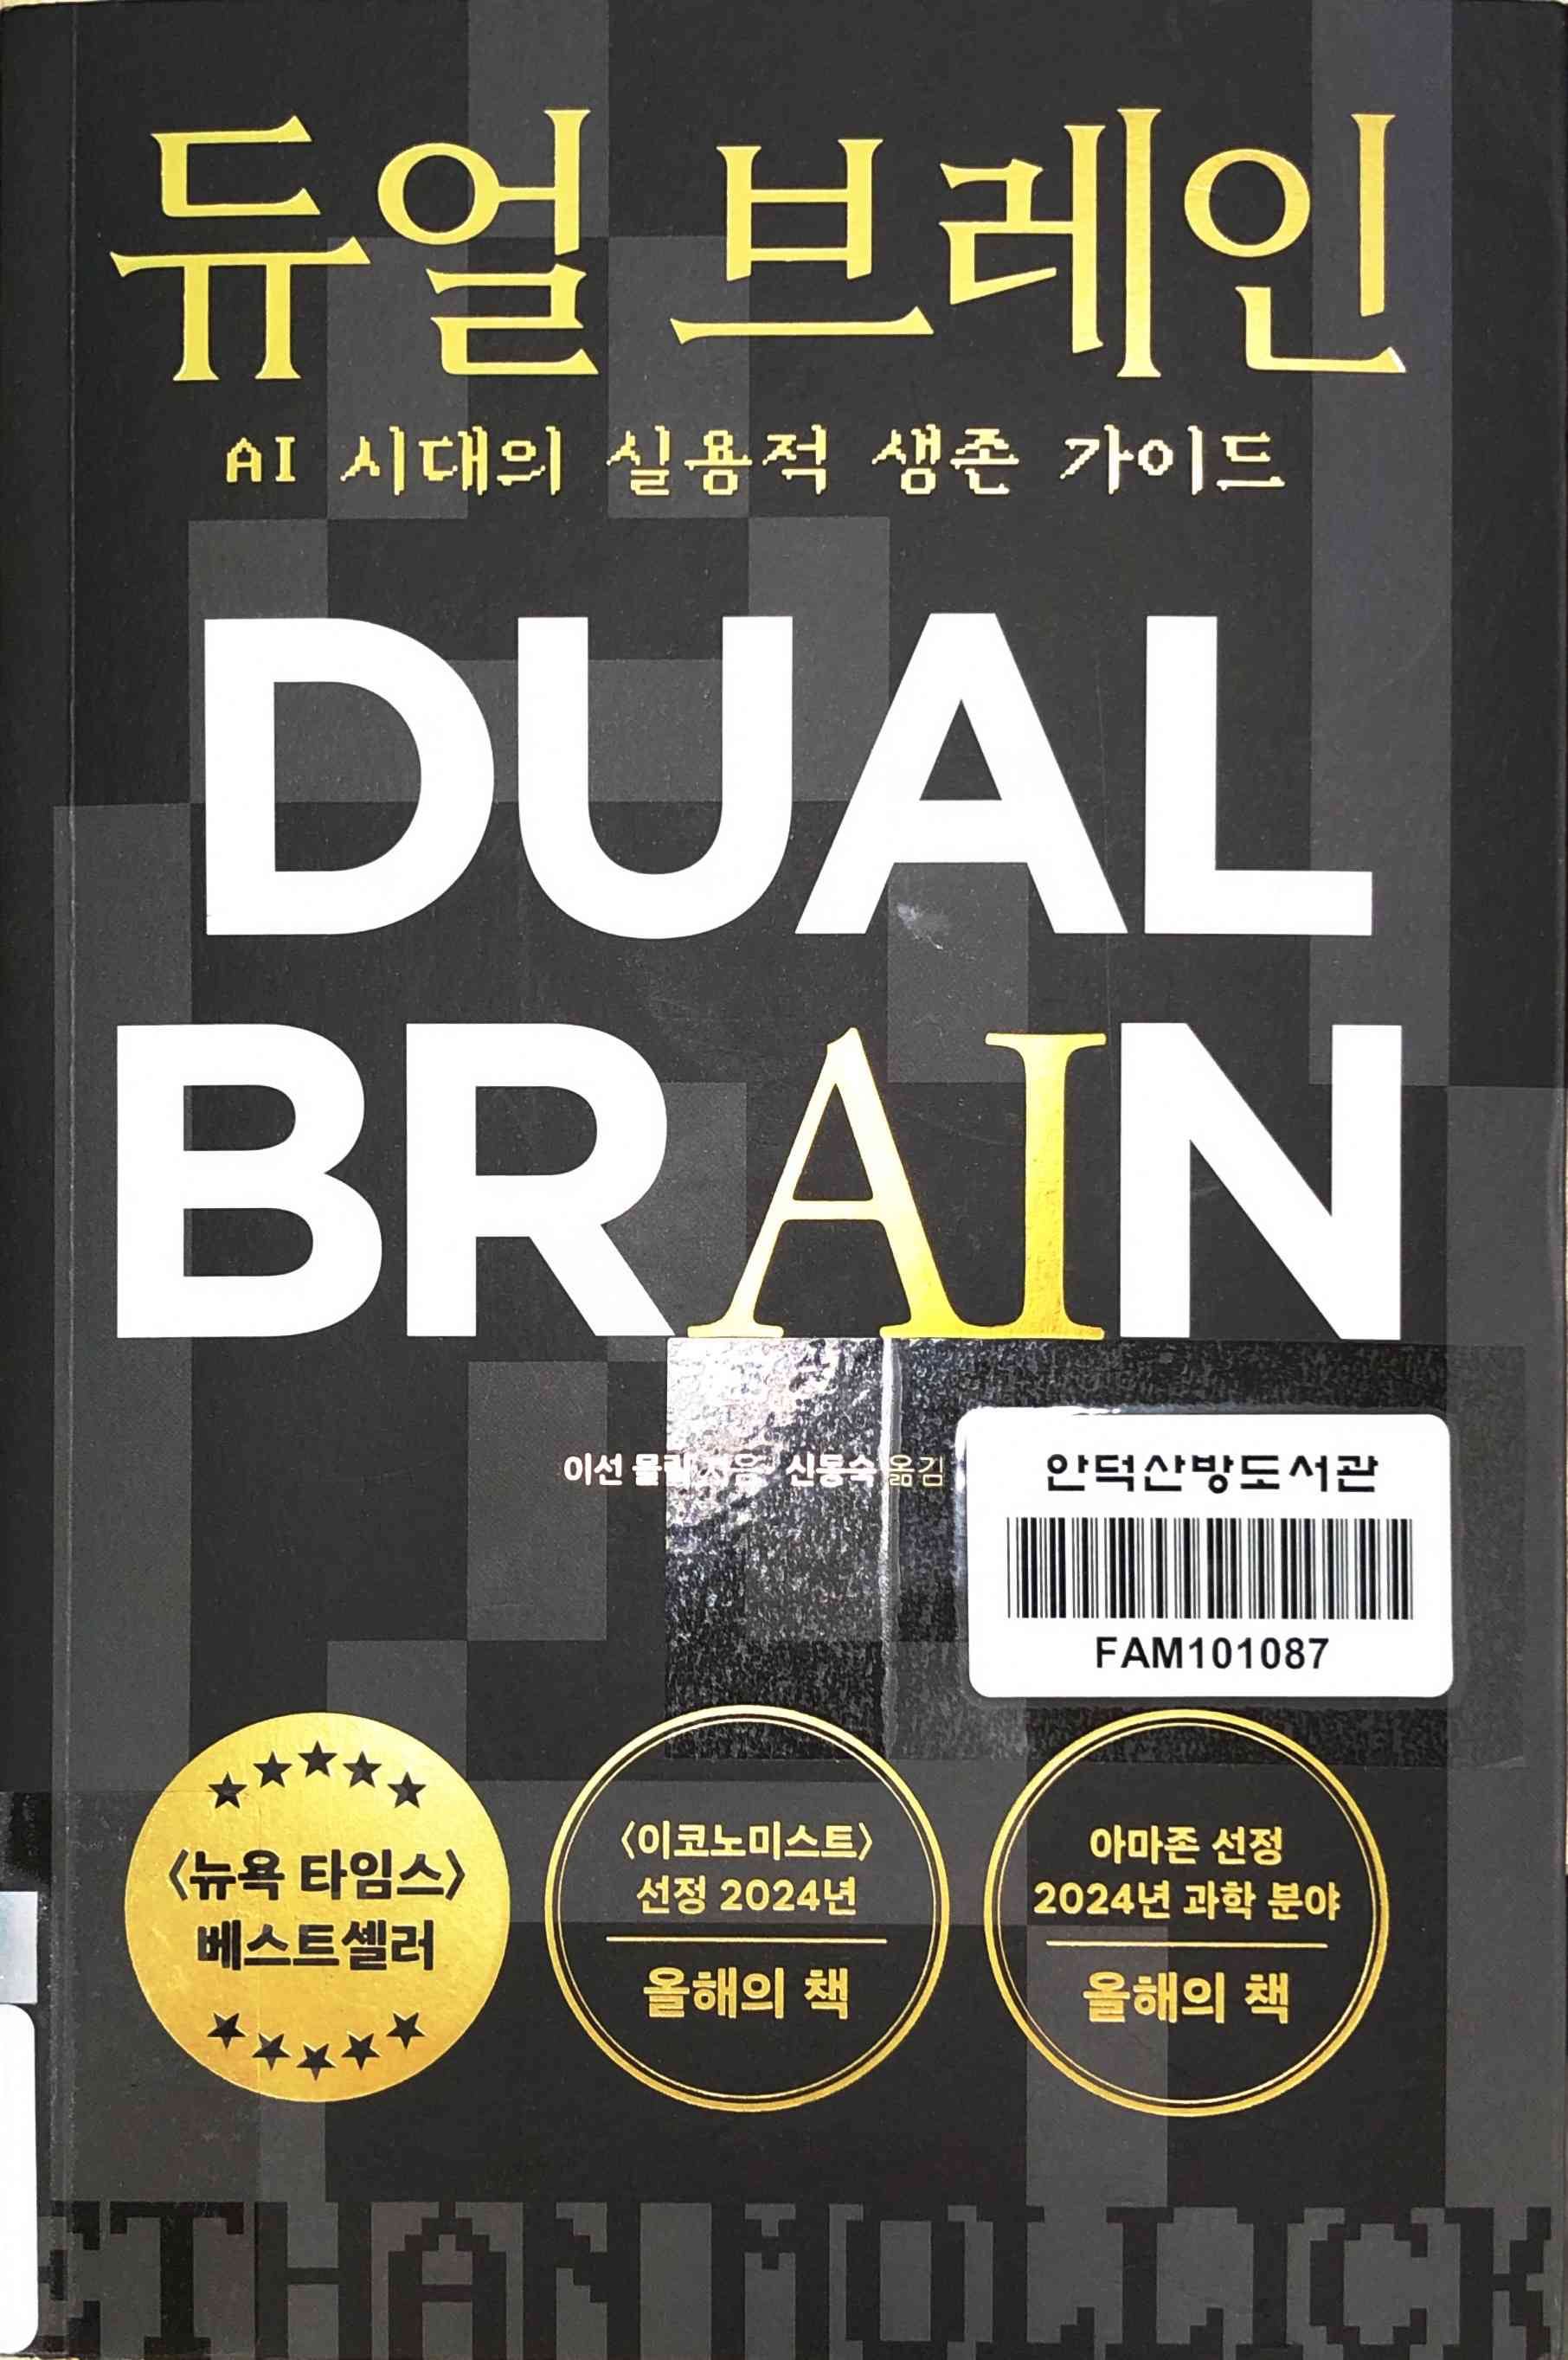 듀얼 브레인
AI 시대의 실용적 생존 가이드
DUAL
BRAIN
이선 몰릭 지음 신동숙 옮김
안덕산방도서관
FAM101087
〈뉴욕 타임스〉
베스트셀러
〈이코노미스트〉
선정 2024년
올해의 책
아마존 선정
2024년 과학 분야
올해의 책
ETHAN MOLLICK